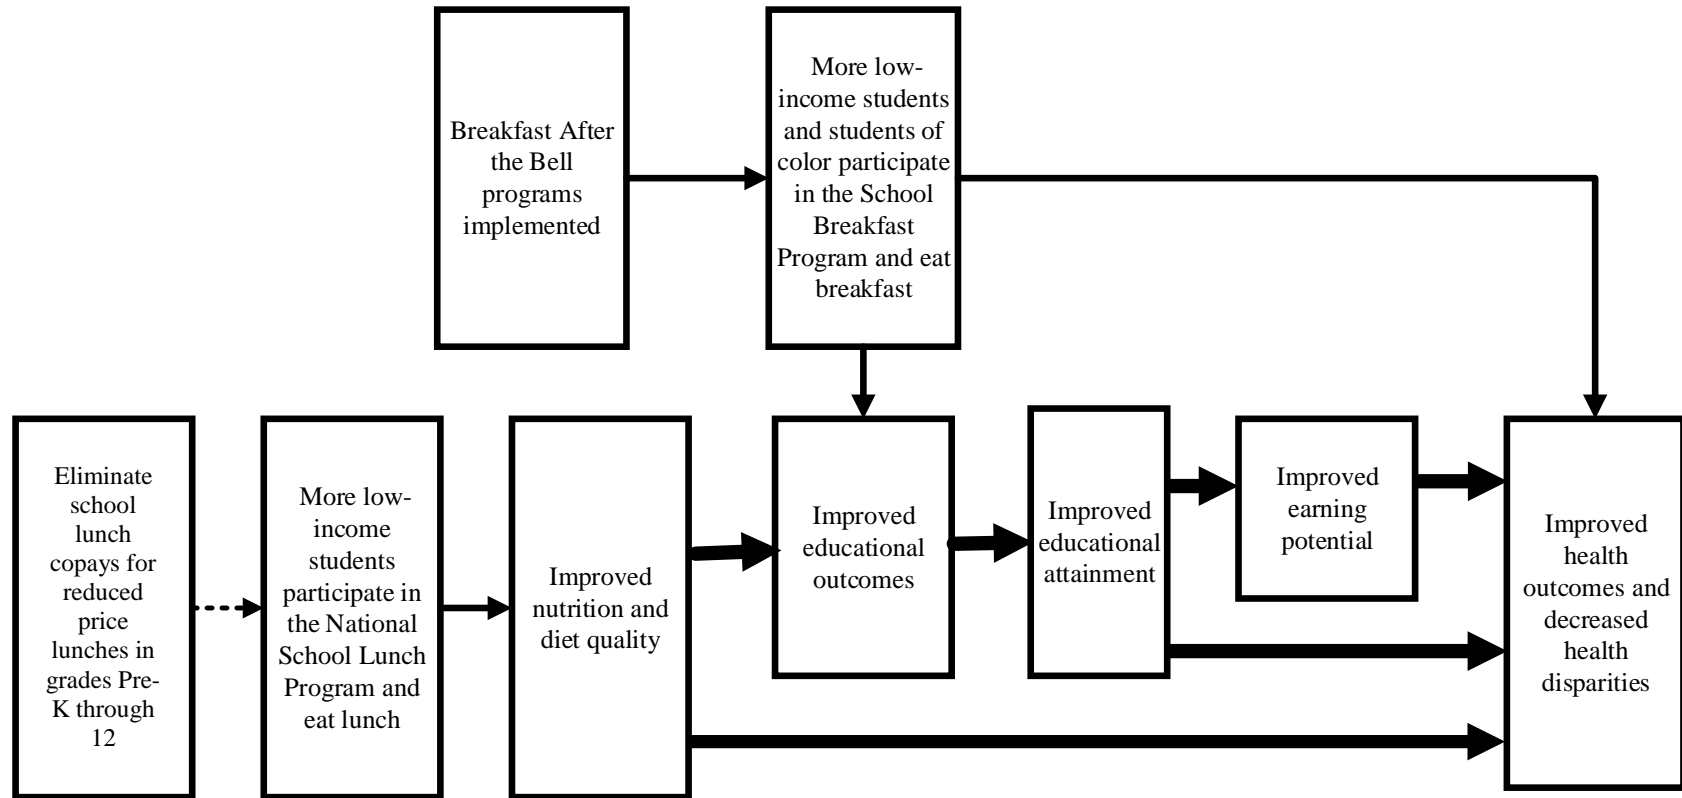 Breakfast After
the Bell
programs
implemented
More low-
income students
and students of
color participate
in the School
Breakfast
Program and eat
breakfast
Eliminate
school
lunch
copays for
reduced
price
lunches in
grades Pre-
K through
12
More low-
income
students
participate in
the National
School Lunch
Program and
eat lunch
Improved
nutrition and
diet quality
Improved
educational
outcomes
Improved
educational
attainment
Improved
earning
potential
Improved
health
outcomes and
decreased
health
disparities